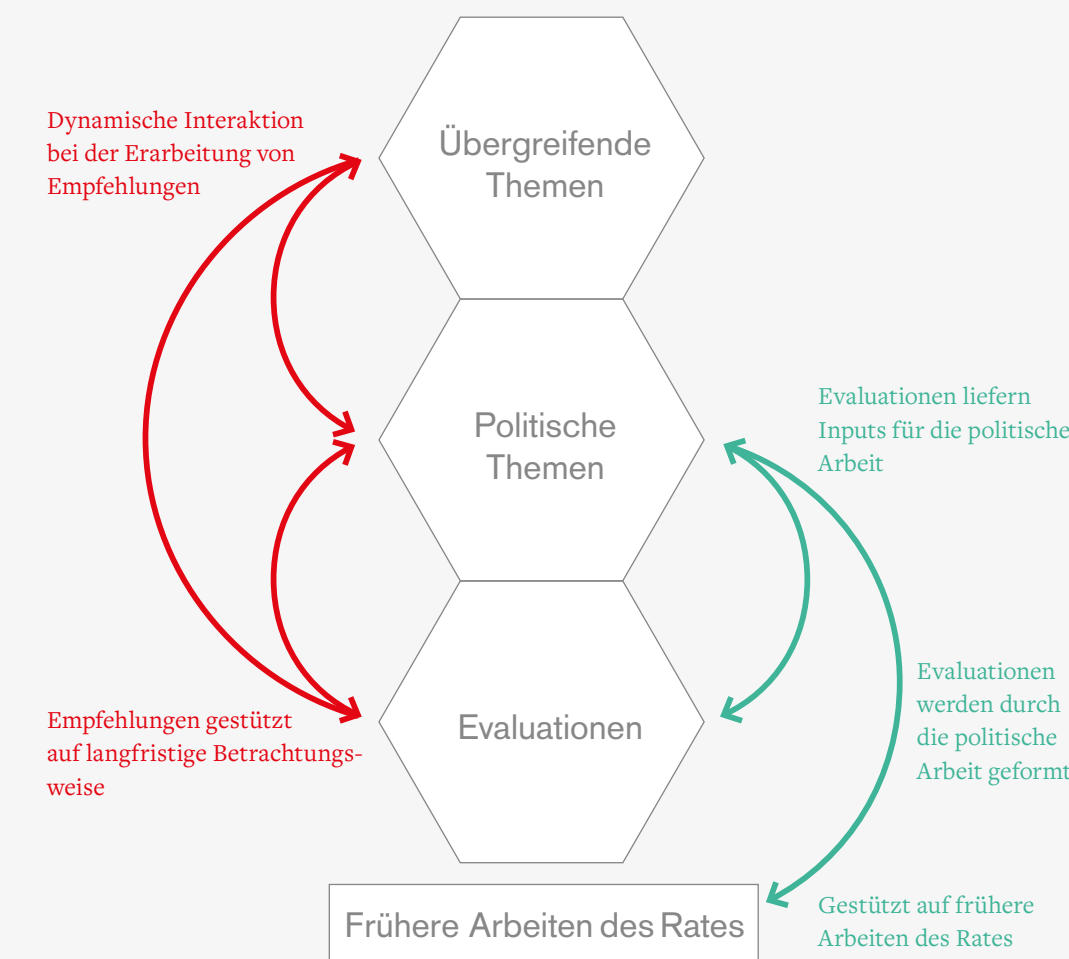 Dynamische Interaktion
bei der Erarbeitung von
Empfehlungen
Übergreifende
Themen
Politische
Themen
Evaluationen liefern
Inputs für die politische
Arbeit
Evaluationen
werden durch
die politische
Arbeit geformt
Empfehlungen gestützt
auf langfristige Betrachtungs-
weise
Evaluationen
Gestützt auf frühere
Arbeiten des Rates
Frühere Arbeiten des Rates